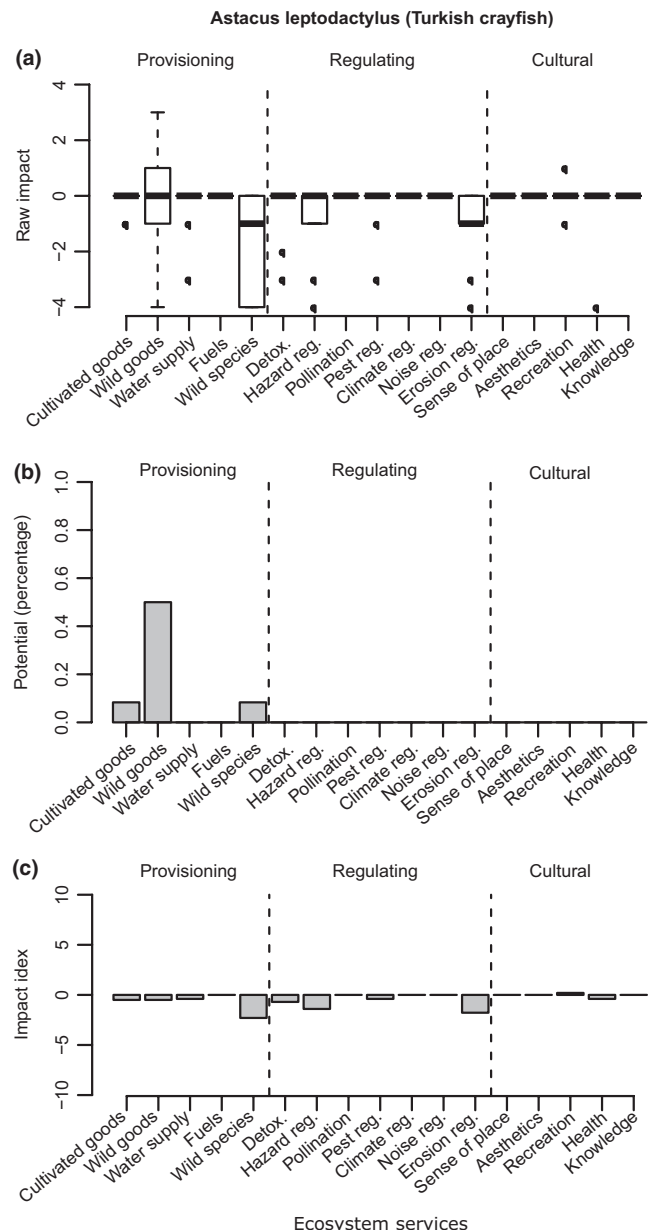 Astacus leptodactylus (Turkish crayfish)
(a) Provisioning Regulating Cultural
Raw impact
4
2
0
−2
−4
Cultivated goods
Wild goods
Water supply
Fuels
Wild species
Detox.
Hazard reg.
Pollination
Pest reg.
Climate reg.
Noise reg.
Erosion reg.
Sense of place
Aesthetics
Recreation
Health
Knowledge
(b) Provisioning Regulating Cultural
Potential (percentage)
1.0
0.8
0.6
0.4
0.2
0.0
Cultivated goods
Wild goods
Water supply
Fuels
Wild species
Detox.
Hazard reg.
Pollination
Pest reg.
Climate reg.
Noise reg.
Erosion reg.
Sense of place
Aesthetics
Recreation
Health
Knowledge
(c) Provisioning Regulating Cultural
Impact idex
10
5
0
−5
−10
Cultivated goods
Wild goods
Water supply
Fuels
Wild species
Detox.
Hazard reg.
Pollination
Pest reg.
Climate reg.
Noise reg.
Erosion reg.
Sense of place
Aesthetics
Recreation
Health
Knowledge
Ecosystem services